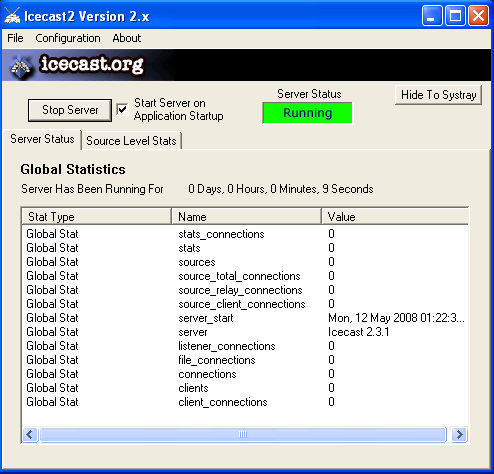 Icecast2 Version 2.x
File Configuration About
icecast.org
Stop Server
Start Server on
Application Startup
Server Status
Running
Hide To Systray
Server Status Source Level Stats
Global Statistics
Server Has Been Running For 0 Days, 0 Hours, 0 Minutes, 9 Seconds
Stat Type Name Value
Global Stat stats_connections 0
Global Stat stats 0
Global Stat sources 0
Global Stat source_total_connections 0
Global Stat source_relay_connections 0
Global Stat source_client_connections 0
Global Stat server_start Mon, 12 May 2008 01:22:3...
Global Stat server Icecast 2.3.1
Global Stat listener_connections 0
Global Stat file_connections 0
Global Stat connections 0
Global Stat clients 0
Global Stat client_connections 0